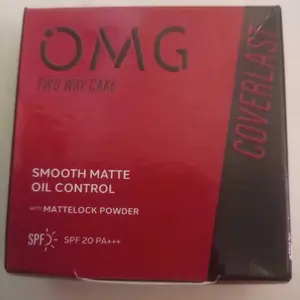 OMG
TWO WAY CAKE
COVERLAST
SMOOTH MATTE
OIL CONTROL
with MATTELOCK POWDER
SPF SPF 20 PA+++